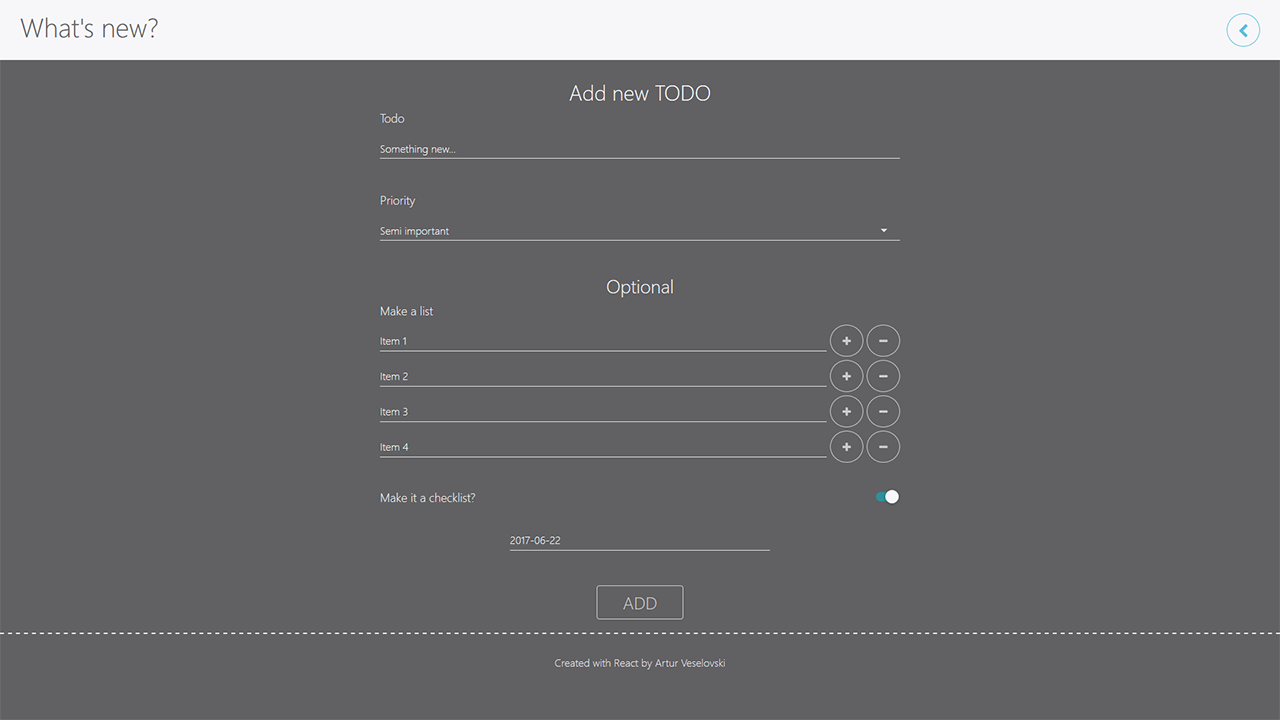 What's new?
Add new TODO
Todo
Something new...
Priority
Semi important
Optional
Make a list
Item 1
Item 2
Item 3
Item 4
Make it a checklist?
2017-06-22
ADD
Created with React by Artur Veselovski